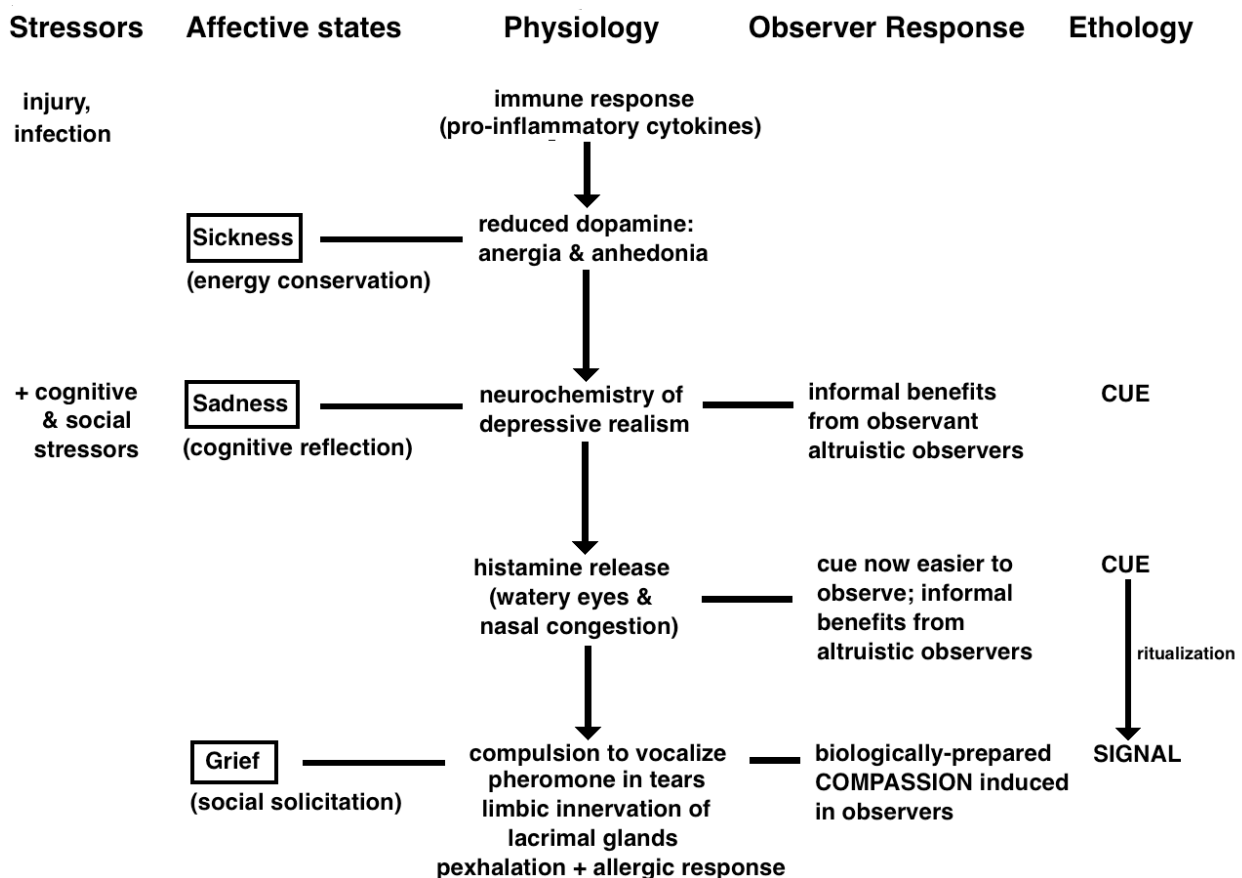 Stressors Affective states Physiology Observer Response Ethology
injury,
infection
immune response
(pro-inflammatory cytokines)
Sickness
(energy conservation)
reduced dopamine:
anergia & anhedonia
+ cognitive
& social
stressors
Sadness
(cognitive reflection)
neurochemistry of
depressive realism
informal benefits
from observant
altruistic observers
CUE
histamine release
(watery eyes &
nasal congestion)
cue now easier to
observe; informal
benefits from
altruistic observers
CUE
ritualization
Grief
(social solicitation)
compulsion to vocalize
pheromone in tears
limbic innervation of
lacrimal glands
pexhalation + allergic response
biologically-prepared
COMPASSION induced
in observers
SIGNAL